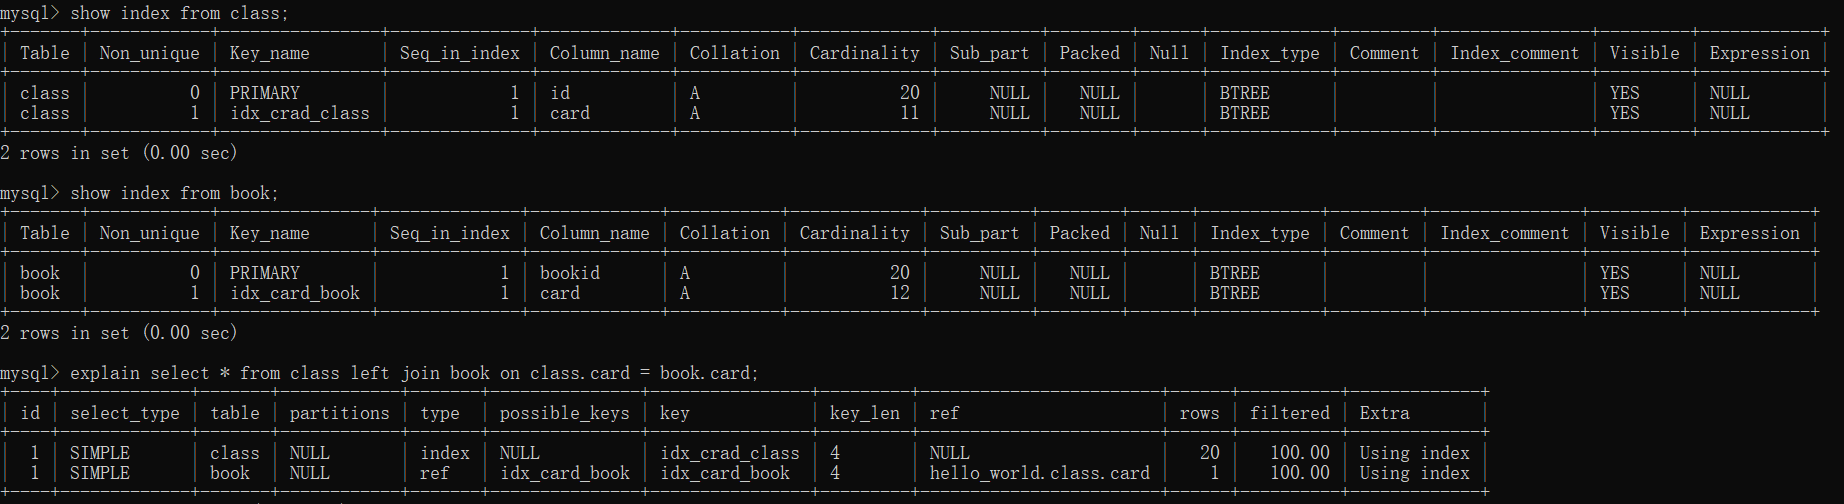 mysql> show index from class;
+-------+------------+----------------+--------------+-------------+-----------+-------------+----------+--------+------+------------+---------+---------------+---------+------------+
| Table | Non_unique | Key_name       | Seq_in_index | Column_name | Collation | Cardinality | Sub_part | Packed | Null | Index_type | Comment | Index_comment | Visible | Expression |
+-------+------------+----------------+--------------+-------------+-----------+-------------+----------+--------+------+------------+---------+---------------+---------+------------+
| class |          0 | PRIMARY        |            1 | id          | A         |          20 |     NULL |   NULL |      | BTREE      |         |               | YES     | NULL       |
| class |          1 | idx_crad_class |            1 | card        | A         |          11 |     NULL |   NULL |      | BTREE      |         |               | YES     | NULL       |
+-------+------------+----------------+--------------+-------------+-----------+-------------+----------+--------+------+------------+---------+---------------+---------+------------+
2 rows in set (0.00 sec)
mysql> show index from book;
+-------+------------+---------------+--------------+-------------+-----------+-------------+----------+--------+------+------------+---------+---------------+---------+------------+
| Table | Non_unique | Key_name      | Seq_in_index | Column_name | Collation | Cardinality | Sub_part | Packed | Null | Index_type | Comment | Index_comment | Visible | Expression |
+-------+------------+---------------+--------------+-------------+-----------+-------------+----------+--------+------+------------+---------+---------------+---------+------------+
| book  |          0 | PRIMARY       |            1 | bookid      | A         |          20 |     NULL |   NULL |      | BTREE      |         |               | YES     | NULL       |
| book  |          1 | idx_card_book |            1 | card        | A         |          12 |     NULL |   NULL |      | BTREE      |         |               | YES     | NULL       |
+-------+------------+---------------+--------------+-------------+-----------+-------------+----------+--------+------+------------+---------+---------------+---------+------------+
2 rows in set (0.00 sec)
mysql> explain select * from class left join book on class.card = book.card;
+----+-------------+-------+------------+-------+---------------+----------------+---------+------------------------+------+----------+-------------+
| id | select_type | table | partitions | type  | possible_keys | key            | key_len | ref                    | rows | filtered | Extra       |
+----+-------------+-------+------------+-------+---------------+----------------+---------+------------------------+------+----------+-------------+
|  1 | SIMPLE      | class | NULL       | index | NULL          | idx_crad_class | 4       | NULL                   |   20 |   100.00 | Using index |
|  1 | SIMPLE      | book  | NULL       | ref   | idx_card_book | idx_card_book  | 4       | hello_world.class.card |    1 |   100.00 | Using index |
+----+-------------+-------+------------+-------+---------------+----------------+---------+------------------------+------+----------+-------------+